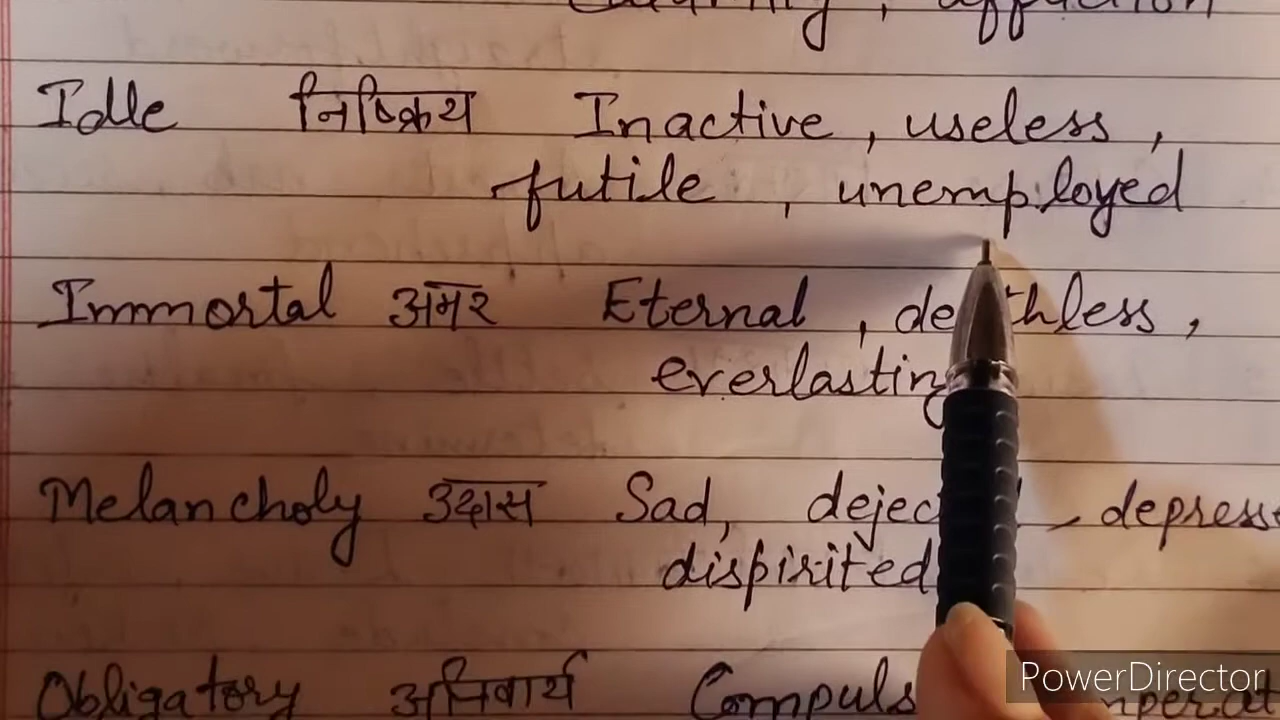 Idle निष्क्रिय Inactive, useless,
futile, unemployed
Immortal अमर Eternal, deathless,
everlasting
Melancholy उदास Sad, dejected, depress
dispirited
Obligatory अनिवार्य Compuls
PowerDirector